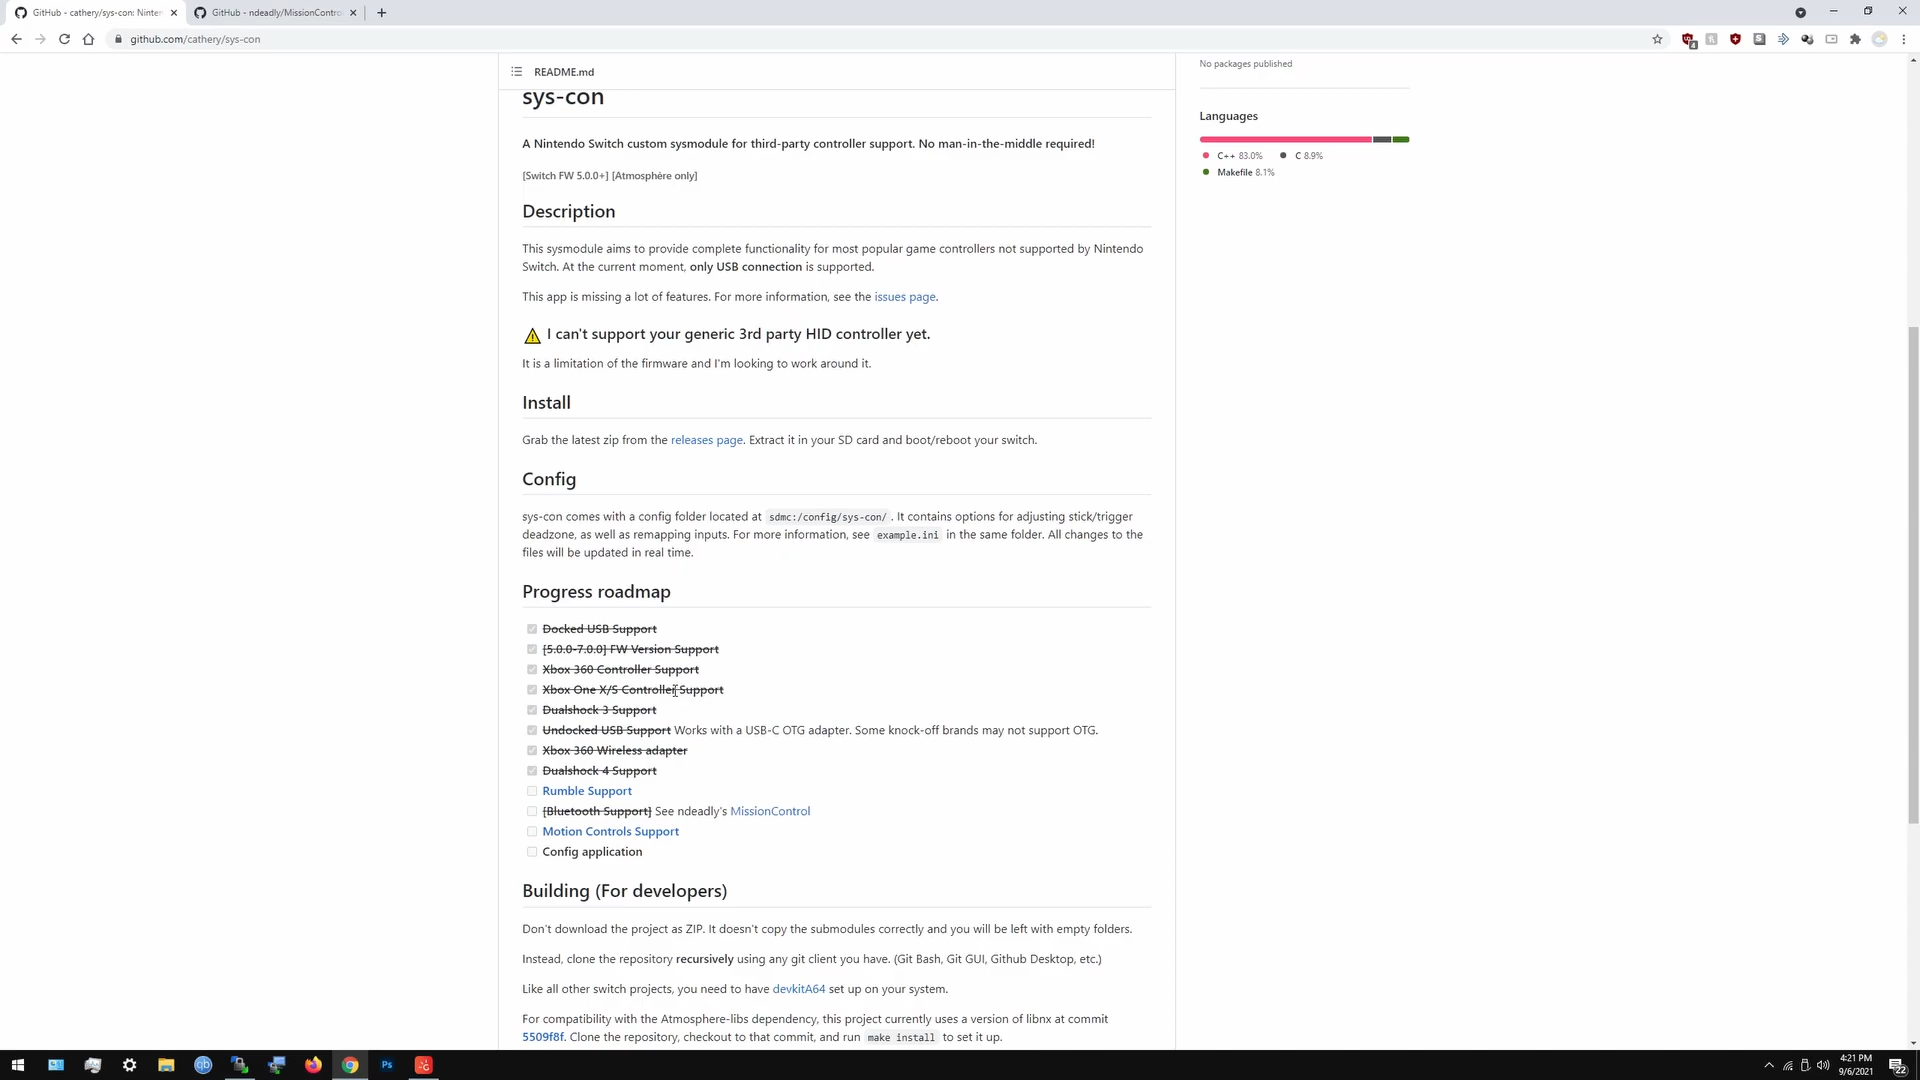 GitHub - cathery/sys-con: Ninten
GitHub - ndeadly/MissionContro
github.com/cathery/sys-con
README.md
No packages published
sys-con
A Nintendo Switch custom sysmodule for third-party controller support. No man-in-the-middle required!
[Switch FW 5.0.0+] [Atmosphère only]
Languages
C++ 83.0%
C 8.9%
Makefile 8.1%
Description
This sysmodule aims to provide complete functionality for most popular game controllers not supported by Nintendo
Switch. At the current moment, only USB connection is supported.
This app is missing a lot of features. For more information, see the issues page.
I can't support your generic 3rd party HID controller yet.
It is a limitation of the firmware and I'm looking to work around it.
Install
Grab the latest zip from the releases page. Extract it in your SD card and boot/reboot your switch.
Config
sys-con comes with a config folder located at sdmc:/config/sys-con/. It contains options for adjusting stick/trigger
deadzone, as well as remapping inputs. For more information, see example.ini in the same folder. All changes to the
files will be updated in real time.
Progress roadmap
Docked USB Support
[5.0.0-7.0.0] FW Version Support
Xbox 360 Controller Support
Xbox One X/S Controller Support
Dualshock 3 Support
Undocked USB Support Works with a USB-C OTG adapter. Some knock-off brands may not support OTG.
Xbox 360 Wireless adapter
Dualshock 4 Support
Rumble Support
[Bluetooth Support] See ndeadly's MissionControl
Motion Controls Support
Config application
Building (For developers)
Don't download the project as ZIP. It doesn't copy the submodules correctly and you will be left with empty folders.
Instead, clone the repository recursively using any git client you have. (Git Bash, Git GUI, Github Desktop, etc.)
Like all other switch projects, you need to have devkitA64 set up on your system.
For compatibility with the Atmosphere-libs dependency, this project currently uses a version of libnx at commit
5509f8f. Clone the repository, checkout to that commit, and run make install to set it up.
qb
Ps
4:21 PM
9/6/2021
22